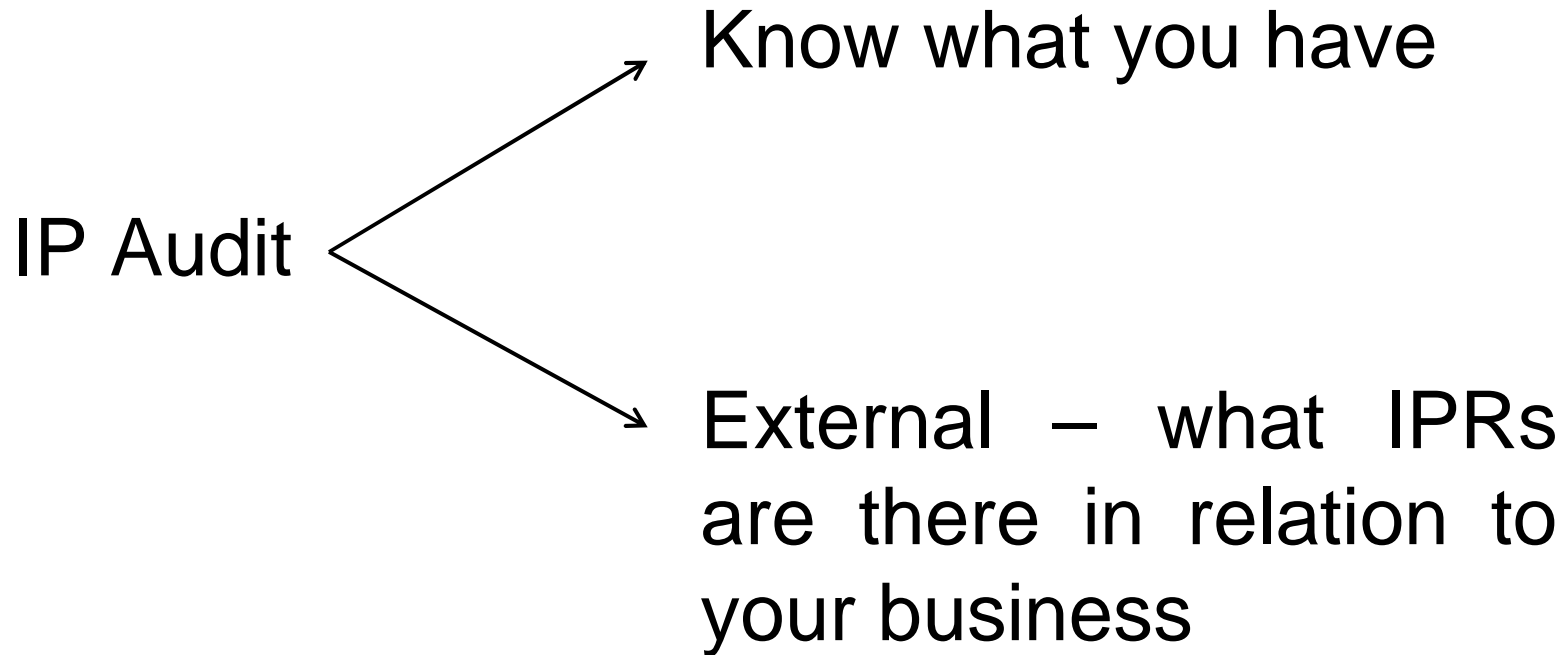 Know what you have
IP Audit
External – what IPRs
are there in relation to
your business